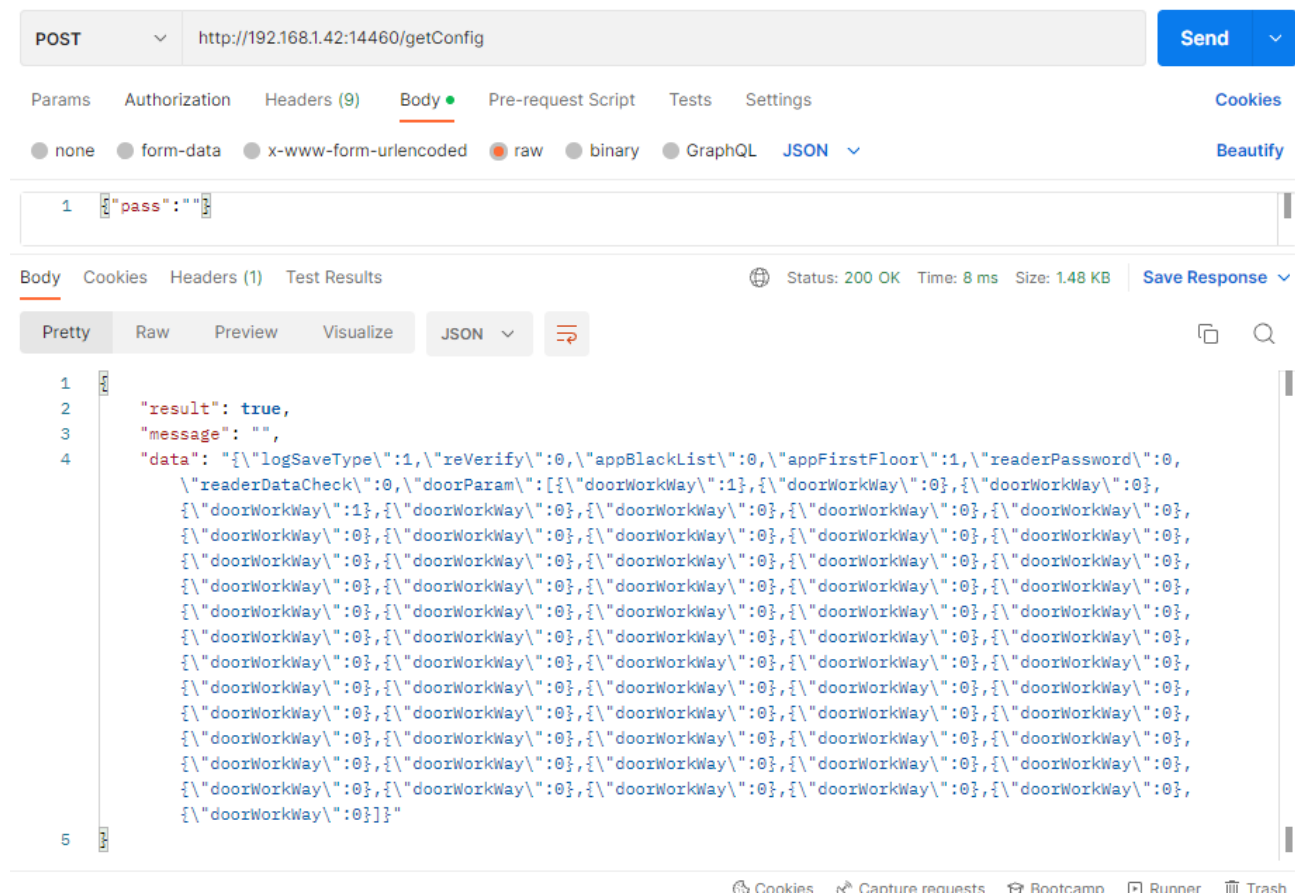 POST http://192.168.1.42:14460/getConfig Send
Params Authorization Headers (9) Body Pre-request Script Tests Settings Cookies
none form-data x-www-form-urlencoded raw binary GraphQL JSON Beautify
1 {"pass":""}
Body Cookies Headers (1) Test Results Status: 200 OK Time: 8 ms Size: 1.48 KB Save Response
Pretty Raw Preview Visualize JSON
1 {
2 "result": true,
3 "message": "",
4 "data": "{\"logSaveType\":1,\"reVerify\":0,\"appBlackList\":0,\"appFirstFloor\":1,\"readerPassword\":0,
\"readerDataCheck\":0,\"doorParam\":[{\"doorWorkWay\":1},{\"doorWorkWay\":0},{\"doorWorkWay\":0},
{\"doorWorkWay\":1},{\"doorWorkWay\":0},{\"doorWorkWay\":0},{\"doorWorkWay\":0},{\"doorWorkWay\":0},
{\"doorWorkWay\":0},{\"doorWorkWay\":0},{\"doorWorkWay\":0},{\"doorWorkWay\":0},{\"doorWorkWay\":0},
{\"doorWorkWay\":0},{\"doorWorkWay\":0},{\"doorWorkWay\":0},{\"doorWorkWay\":0},{\"doorWorkWay\":0},
{\"doorWorkWay\":0},{\"doorWorkWay\":0},{\"doorWorkWay\":0},{\"doorWorkWay\":0},{\"doorWorkWay\":0},
{\"doorWorkWay\":0},{\"doorWorkWay\":0},{\"doorWorkWay\":0},{\"doorWorkWay\":0},{\"doorWorkWay\":0},
{\"doorWorkWay\":0},{\"doorWorkWay\":0},{\"doorWorkWay\":0},{\"doorWorkWay\":0},{\"doorWorkWay\":0},
{\"doorWorkWay\":0},{\"doorWorkWay\":0},{\"doorWorkWay\":0},{\"doorWorkWay\":0},{\"doorWorkWay\":0},
{\"doorWorkWay\":0},{\"doorWorkWay\":0},{\"doorWorkWay\":0},{\"doorWorkWay\":0},{\"doorWorkWay\":0},
{\"doorWorkWay\":0},{\"doorWorkWay\":0},{\"doorWorkWay\":0},{\"doorWorkWay\":0},{\"doorWorkWay\":0},
{\"doorWorkWay\":0},{\"doorWorkWay\":0},{\"doorWorkWay\":0},{\"doorWorkWay\":0},{\"doorWorkWay\":0},
{\"doorWorkWay\":0},{\"doorWorkWay\":0},{\"doorWorkWay\":0},{\"doorWorkWay\":0},{\"doorWorkWay\":0},
{\"doorWorkWay\":0},{\"doorWorkWay\":0},{\"doorWorkWay\":0},{\"doorWorkWay\":0},{\"doorWorkWay\":0},
{\"doorWorkWay\":0}]}"
5 }
Cookies Capture requests Bootcamp Runner Trash